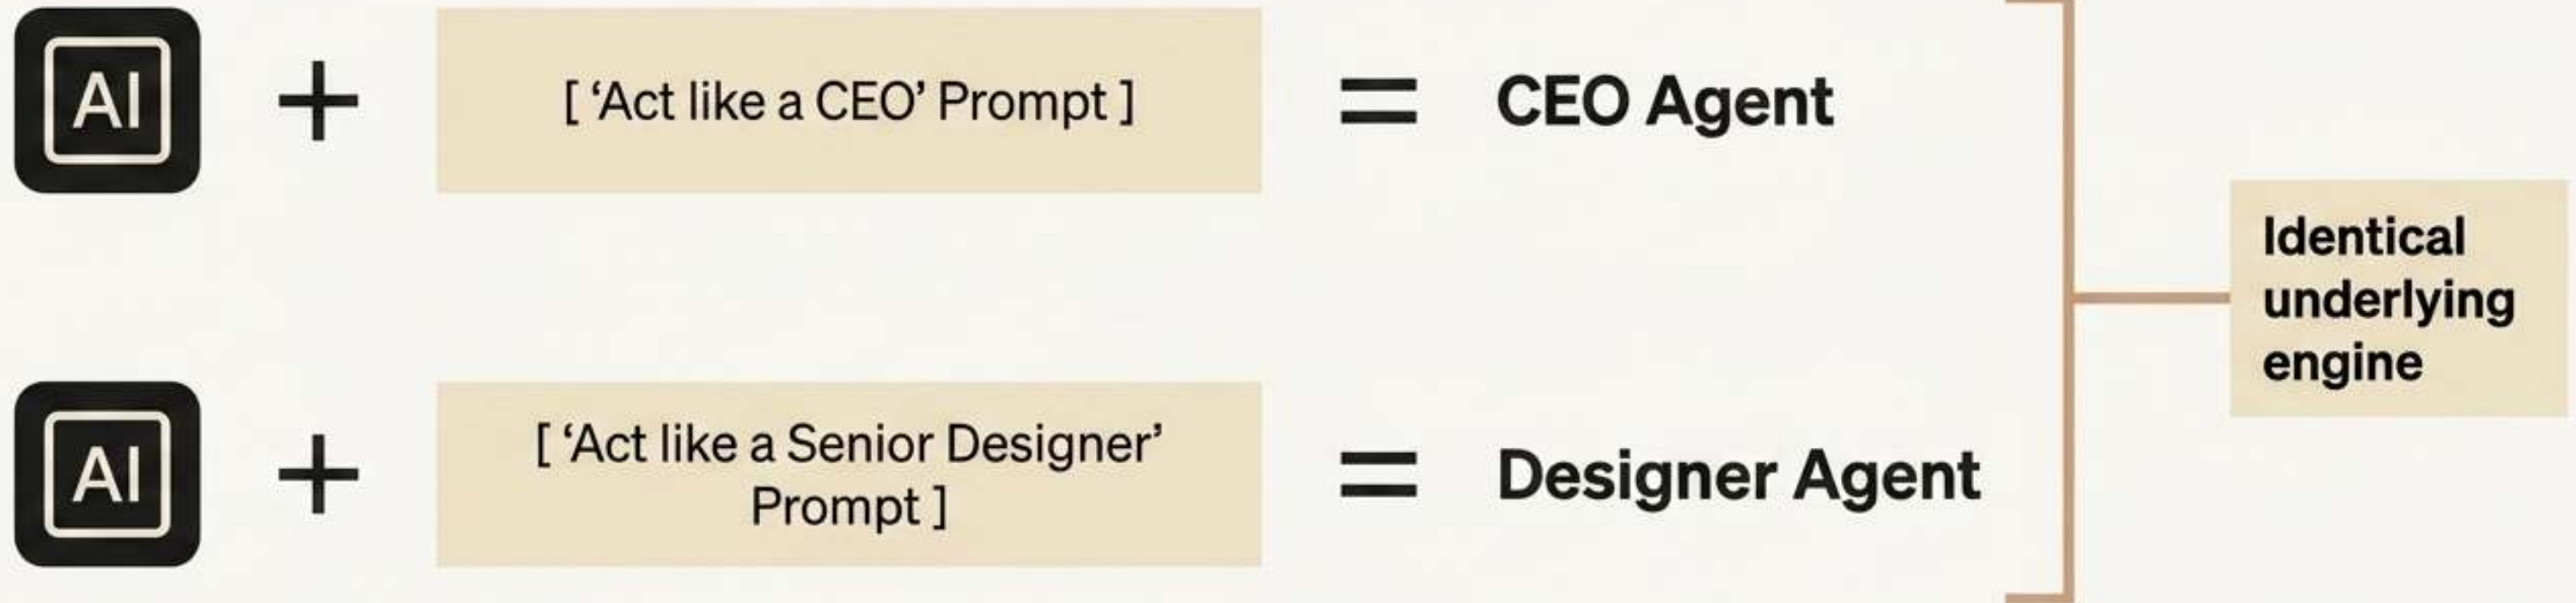 AI + [ ‘Act like a CEO’ Prompt ] = CEO Agent
Identical
underlying
engine
AI + [ ‘Act like a Senior Designer’
Prompt ] = Designer Agent